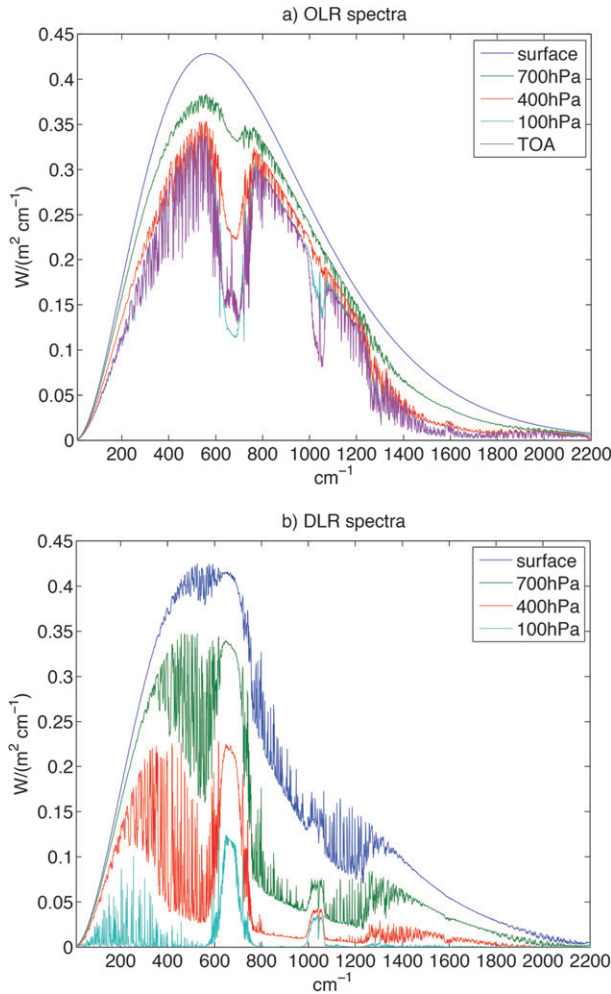 a) OLR spectra
0.45
0.4
0.35
0.3
0.25
0.2
0.15
0.1
0.05
0
W/(m² cm⁻¹)
surface
700hPa
400hPa
100hPa
TOA
200 400 600 800 1000 1200 1400 1600 1800 2000 2200
cm⁻¹
b) DLR spectra
0.45
0.4
0.35
0.3
0.25
0.2
0.15
0.1
0.05
0
W/(m² cm⁻¹)
surface
700hPa
400hPa
100hPa
200 400 600 800 1000 1200 1400 1600 1800 2000 2200
cm⁻¹